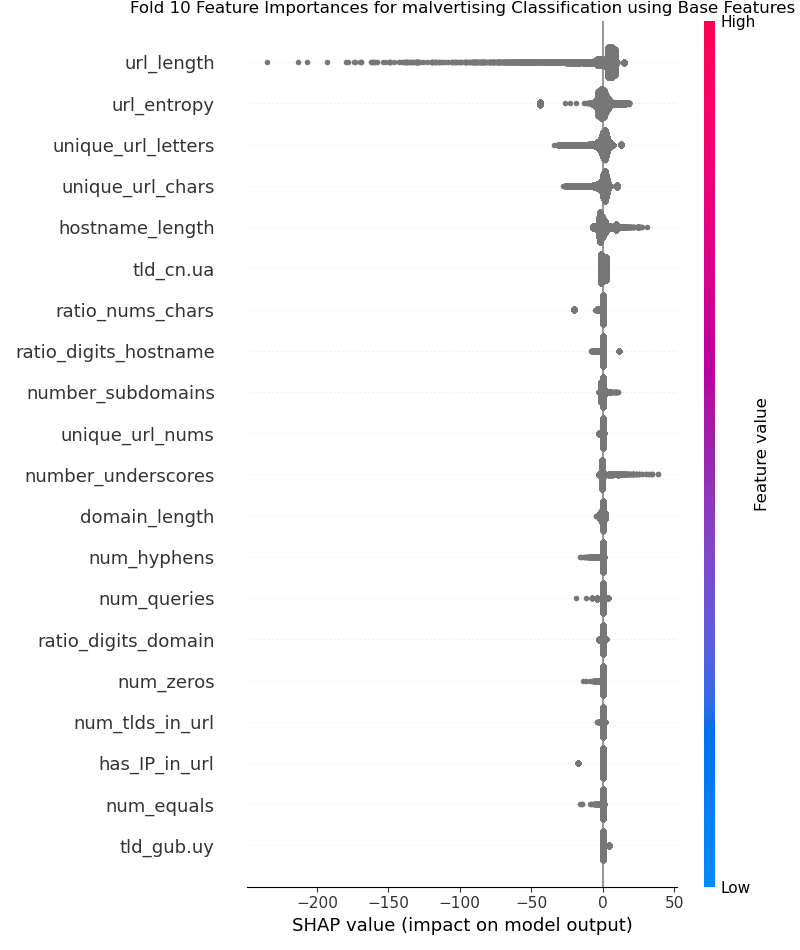 Fold 10 Feature Importances for malvertising Classification using Base Features
High
url_length
url_entropy
unique_url_letters
unique_url_chars
hostname_length
tld_cn.ua
ratio_nums_chars
ratio_digits_hostname
number_subdomains
unique_url_nums
number_underscores
domain_length
num_hyphens
num_queries
ratio_digits_domain
num_zeros
num_tlds_in_url
has_IP_in_url
num_equals
tld_gub.uy
Feature value
Low
−200 −150 −100 −50 0 50
SHAP value (impact on model output)